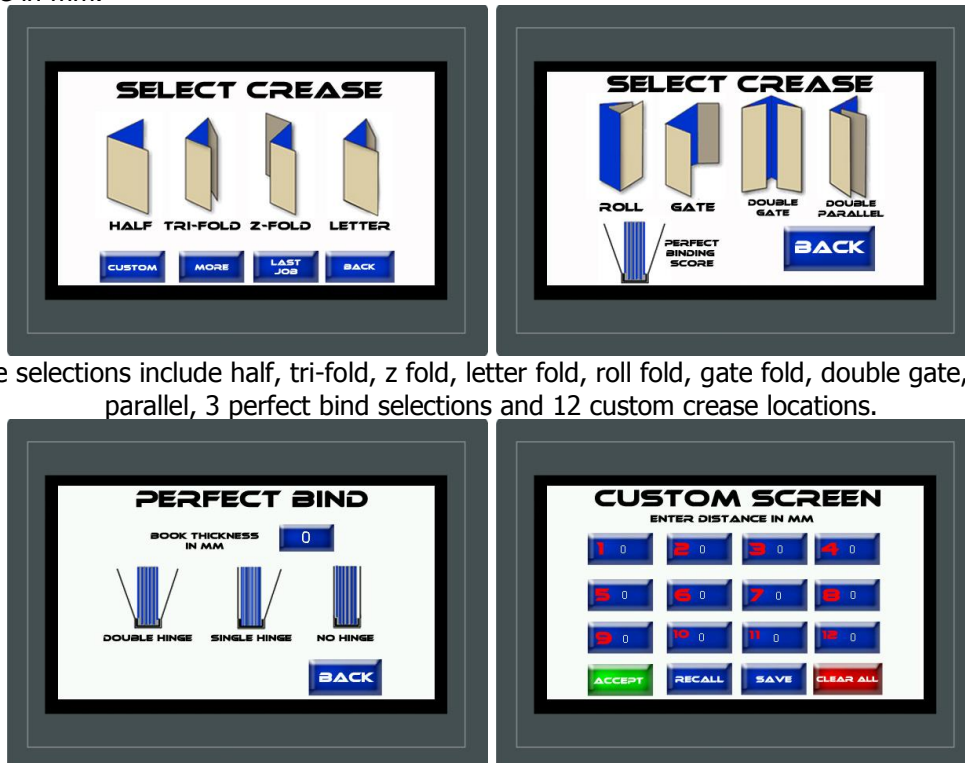 in mm.
SELECT CREASE
HALF TRI-FOLD Z-FOLD LETTER
CUSTOM MORE LAST JOB BACK
SELECT CREASE
ROLL GATE DOUBLE GATE DOUBLE PARALLEL
PERFECT
BINDING
SCORE
BACK
selections include half, tri-fold, z fold, letter fold, roll fold, gate fold, double gate,
parallel, 3 perfect bind selections and 12 custom crease locations.
PERFECT BIND
BOOK THICKNESS
IN MM
0
DOUBLE HINGE SINGLE HINGE NO HINGE
BACK
CUSTOM SCREEN
ENTER DISTANCE IN MM
1 0 2 0 3 0 4 0
5 0 6 0 7 0 8 0
9 0 10 0 11 0 12 0
ACCEPT RECALL SAVE CLEAR ALL